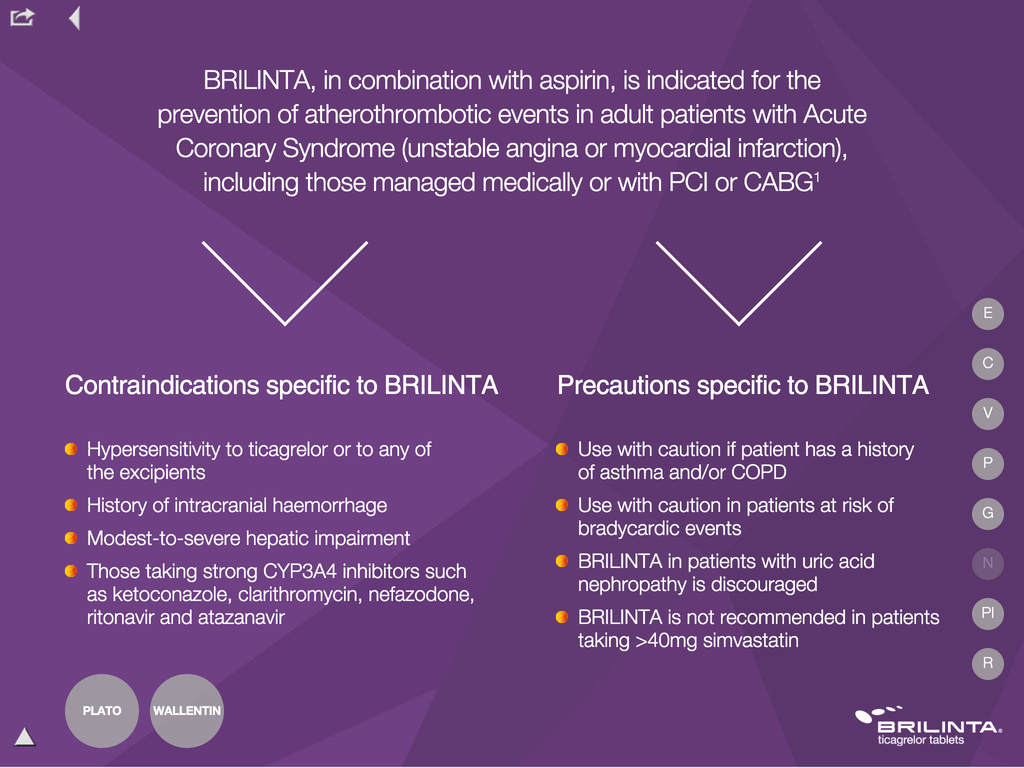 BRILINTA, in combination with aspirin, is indicated for the
prevention of atherothrombotic events in adult patients with Acute
Coronary Syndrome (unstable angina or myocardial infarction),
including those managed medically or with PCI or CABG¹
Contraindications specific to BRILINTA
Hypersensitivity to ticagrelor or to any of
the excipients
History of intracranial haemorrhage
Modest-to-severe hepatic impairment
Those taking strong CYP3A4 inhibitors such
as ketoconazole, clarithromycin, nefazodone,
ritonavir and atazanavir
Precautions specific to BRILINTA
Use with caution if patient has a history
of asthma and/or COPD
Use with caution in patients at risk of
bradycardic events
BRILINTA in patients with uric acid
nephropathy is discouraged
BRILINTA is not recommended in patients
taking >40mg simvastatin
E
C
V
P
G
N
PI
R
PLATO
WALLENTIN
BRILINTA®
ticagrelor tablets